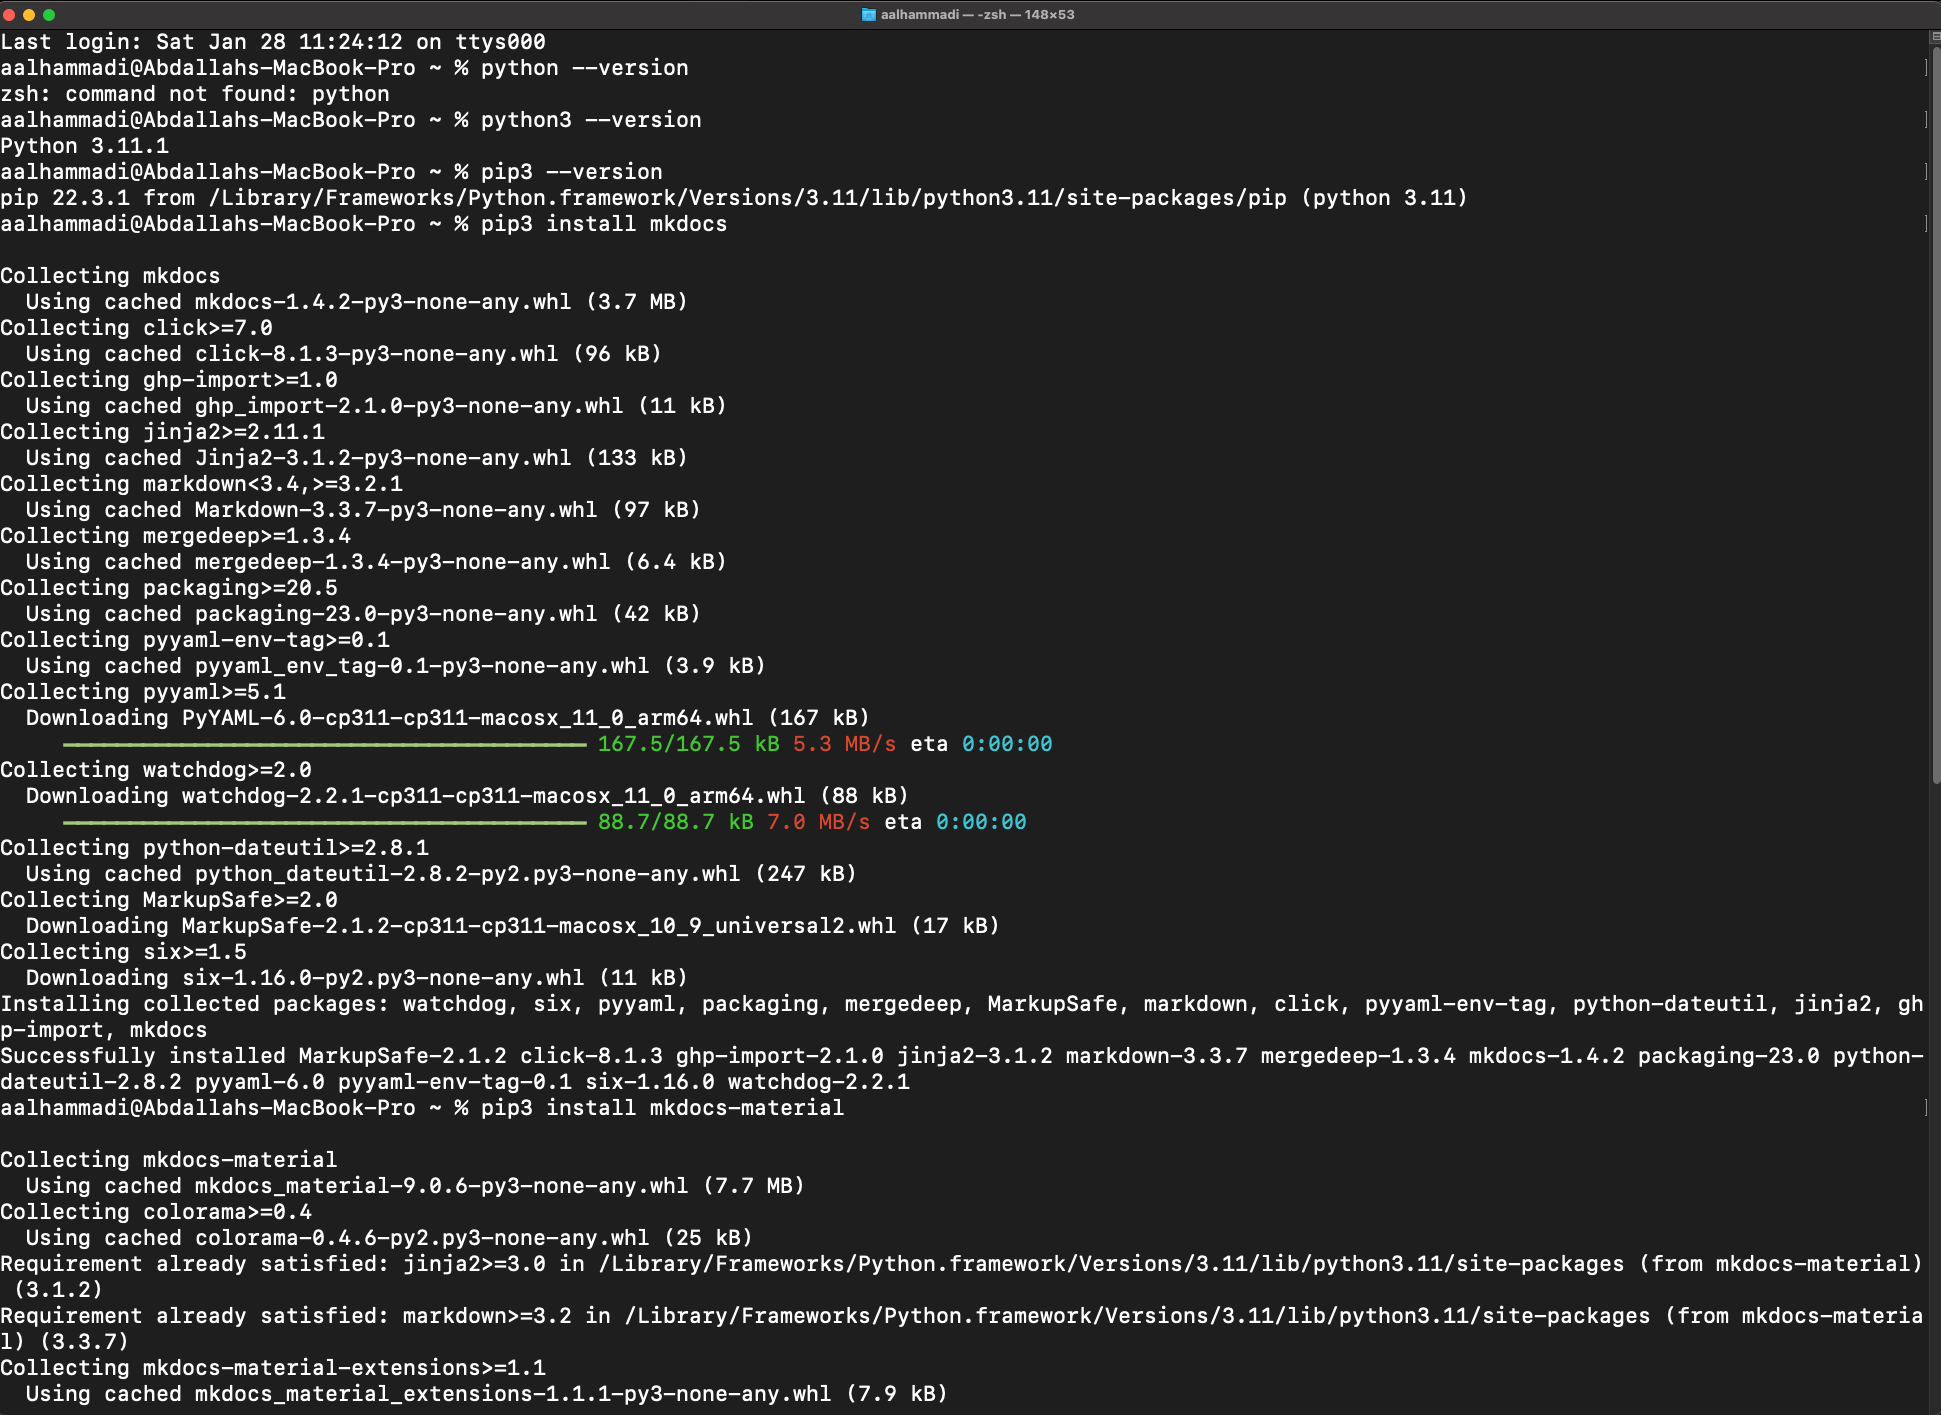 aalhammadi — -zsh — 148×53
Last login: Sat Jan 28 11:24:12 on ttys000
aalhammadi@Abdallahs-MacBook-Pro ~ % python --version
zsh: command not found: python
aalhammadi@Abdallahs-MacBook-Pro ~ % python3 --version
Python 3.11.1
aalhammadi@Abdallahs-MacBook-Pro ~ % pip3 --version
pip 22.3.1 from /Library/Frameworks/Python.framework/Versions/3.11/lib/python3.11/site-packages/pip (python 3.11)
aalhammadi@Abdallahs-MacBook-Pro ~ % pip3 install mkdocs
Collecting mkdocs
  Using cached mkdocs-1.4.2-py3-none-any.whl (3.7 MB)
Collecting click>=7.0
  Using cached click-8.1.3-py3-none-any.whl (96 kB)
Collecting ghp-import>=1.0
  Using cached ghp_import-2.1.0-py3-none-any.whl (11 kB)
Collecting jinja2>=2.11.1
  Using cached Jinja2-3.1.2-py3-none-any.whl (133 kB)
Collecting markdown<3.4,>=3.2.1
  Using cached Markdown-3.3.7-py3-none-any.whl (97 kB)
Collecting mergedeep>=1.3.4
  Using cached mergedeep-1.3.4-py3-none-any.whl (6.4 kB)
Collecting packaging>=20.5
  Using cached packaging-23.0-py3-none-any.whl (42 kB)
Collecting pyyaml-env-tag>=0.1
  Using cached pyyaml_env_tag-0.1-py3-none-any.whl (3.9 kB)
Collecting pyyaml>=5.1
  Downloading PyYAML-6.0-cp311-cp311-macosx_11_0_arm64.whl (167 kB)
167.5/167.5 kB 5.3 MB/s eta 0:00:00
Collecting watchdog>=2.0
  Downloading watchdog-2.2.1-cp311-cp311-macosx_11_0_arm64.whl (88 kB)
88.7/88.7 kB 7.0 MB/s eta 0:00:00
Collecting python-dateutil>=2.8.1
  Using cached python_dateutil-2.8.2-py2.py3-none-any.whl (247 kB)
Collecting MarkupSafe>=2.0
  Downloading MarkupSafe-2.1.2-cp311-cp311-macosx_10_9_universal2.whl (17 kB)
Collecting six>=1.5
  Downloading six-1.16.0-py2.py3-none-any.whl (11 kB)
Installing collected packages: watchdog, six, pyyaml, packaging, mergedeep, MarkupSafe, markdown, click, pyyaml-env-tag, python-dateutil, jinja2, gh
p-import, mkdocs
Successfully installed MarkupSafe-2.1.2 click-8.1.3 ghp-import-2.1.0 jinja2-3.1.2 markdown-3.3.7 mergedeep-1.3.4 mkdocs-1.4.2 packaging-23.0 python-
dateutil-2.8.2 pyyaml-6.0 pyyaml-env-tag-0.1 six-1.16.0 watchdog-2.2.1
aalhammadi@Abdallahs-MacBook-Pro ~ % pip3 install mkdocs-material
Collecting mkdocs-material
  Using cached mkdocs_material-9.0.6-py3-none-any.whl (7.7 MB)
Collecting colorama>=0.4
  Using cached colorama-0.4.6-py2.py3-none-any.whl (25 kB)
Requirement already satisfied: jinja2>=3.0 in /Library/Frameworks/Python.framework/Versions/3.11/lib/python3.11/site-packages (from mkdocs-material)
 (3.1.2)
Requirement already satisfied: markdown>=3.2 in /Library/Frameworks/Python.framework/Versions/3.11/lib/python3.11/site-packages (from mkdocs-materia
l) (3.3.7)
Collecting mkdocs-material-extensions>=1.1
  Using cached mkdocs_material_extensions-1.1.1-py3-none-any.whl (7.9 kB)